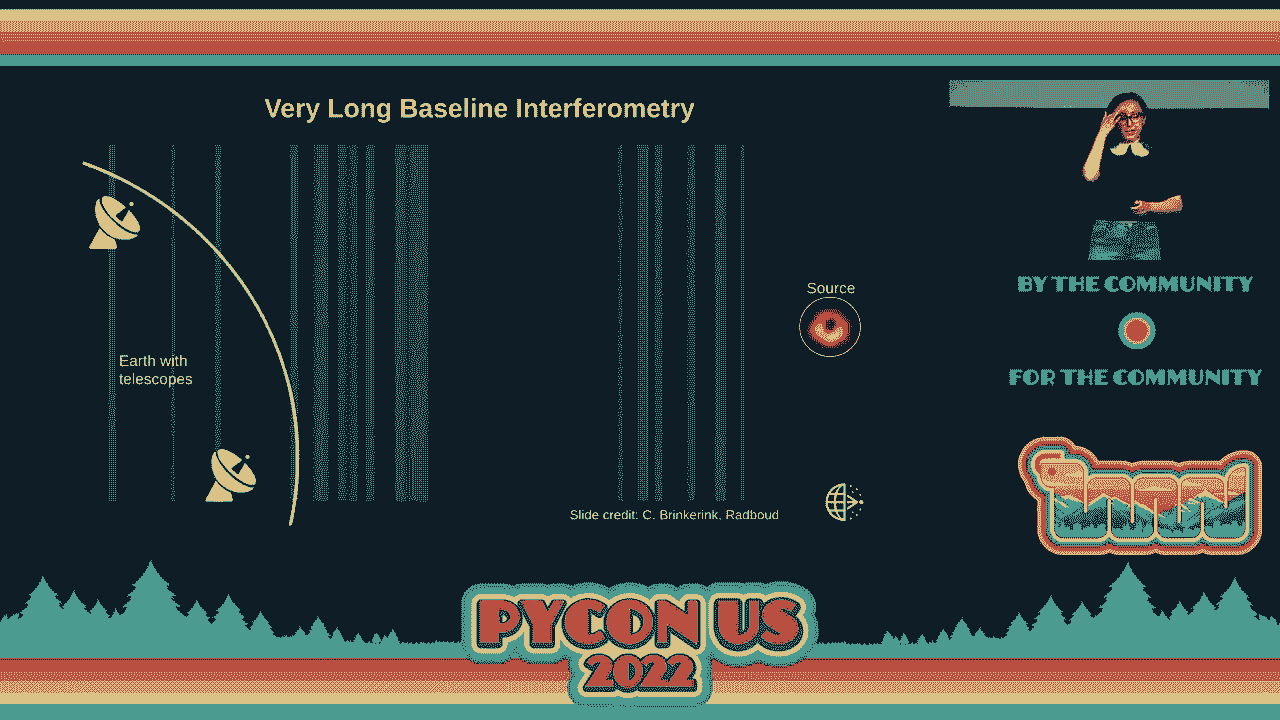 Very Long Baseline Interferometry
Source
Earth with
telescopes
Slide credit: C. Brinkerink, Radboud
BY THE COMMUNITY
FOR THE COMMUNITY
PYCON US
2022